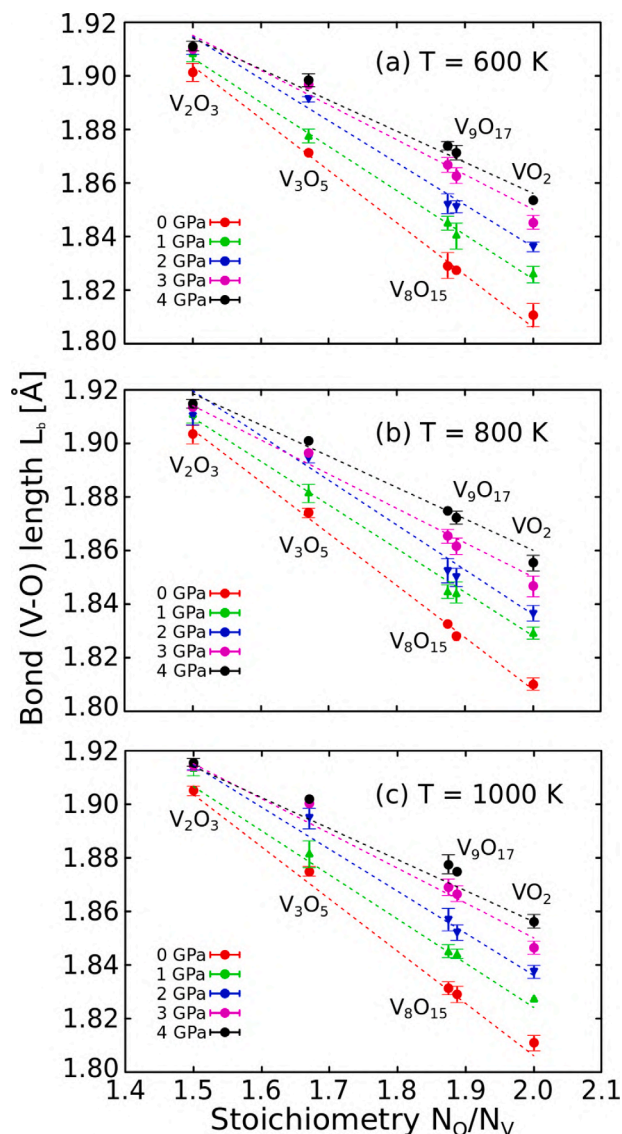 Bond (V-O) length L_b [Å]
1.92
1.90
1.88
1.86
1.84
1.82
1.80
(a) T = 600 K
V₂O₃
V₃O₅
V₉O₁₇
VO₂
V₈O₁₅
0 GPa
1 GPa
2 GPa
3 GPa
4 GPa
1.92
1.90
1.88
1.86
1.84
1.82
1.80
(b) T = 800 K
V₂O₃
V₃O₅
V₉O₁₇
VO₂
V₈O₁₅
0 GPa
1 GPa
2 GPa
3 GPa
4 GPa
1.92
1.90
1.88
1.86
1.84
1.82
1.80
(c) T = 1000 K
V₂O₃
V₃O₅
V₉O₁₇
VO₂
V₈O₁₅
0 GPa
1 GPa
2 GPa
3 GPa
4 GPa
1.4 1.5 1.6 1.7 1.8 1.9 2.0 2.1
Stoichiometry N_O/N_V